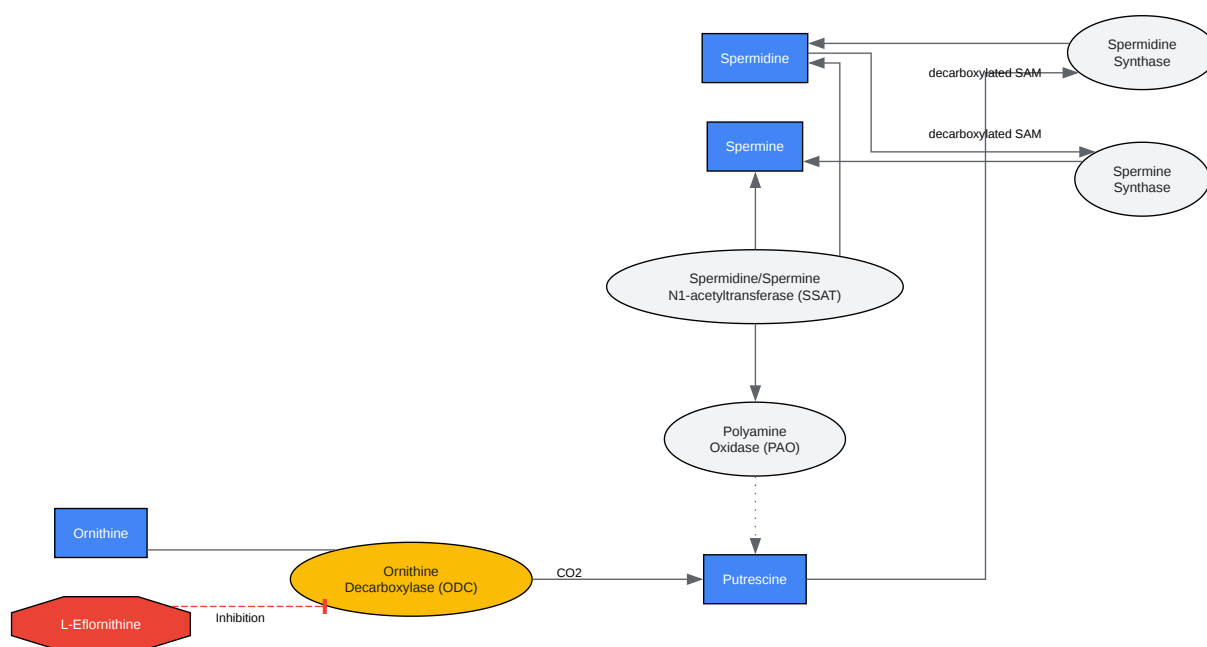 Spermidine
Spermidine
Synthase
decarboxylated SAM
decarboxylated SAM
Spermine
Spermine
Synthase
Spermidine/Spermine
N1-acetyltransferase (SSAT)
Polyamine
Oxidase (PAO)
Ornithine
Ornithine
Decarboxylase (ODC)
CO2
Putrescine
Inhibition
L-Eflornithine